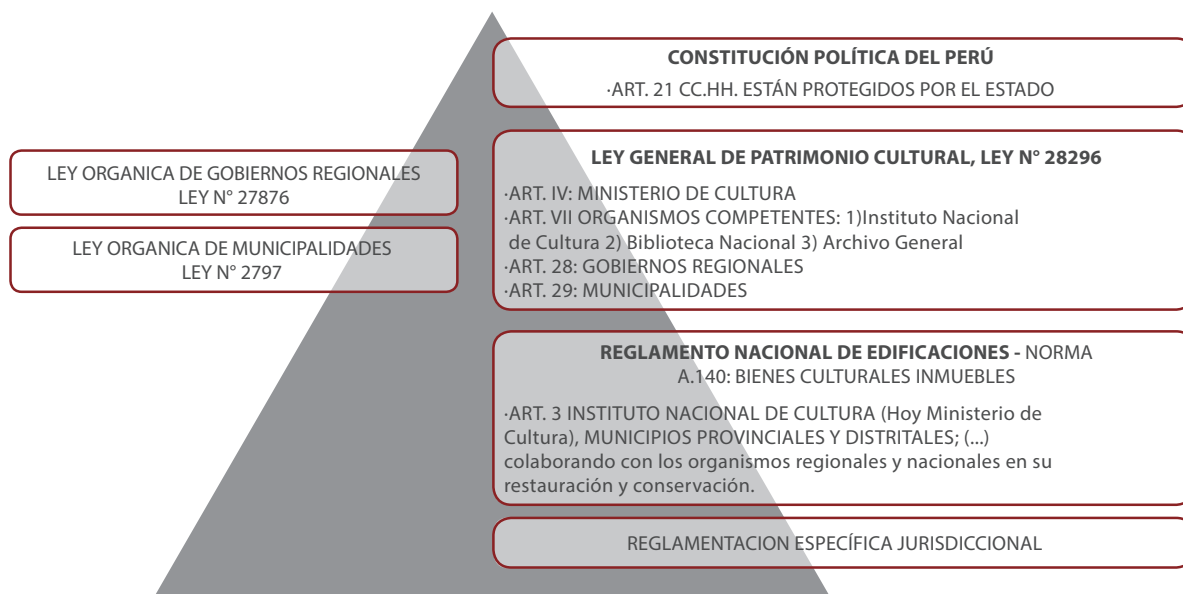 CONSTITUCIÓN POLÍTICA DEL PERÚ
·ART. 21 CC.HH. ESTÁN PROTEGIDOS POR EL ESTADO
LEY ORGANICA DE GOBIERNOS REGIONALES
LEY N° 27876
LEY ORGANICA DE MUNICIPALIDADES
LEY N° 2797
LEY GENERAL DE PATRIMONIO CULTURAL, LEY N° 28296
·ART. IV: MINISTERIO DE CULTURA
·ART. VII ORGANISMOS COMPETENTES: 1)Instituto Nacional
de Cultura 2) Biblioteca Nacional 3) Archivo General
·ART. 28: GOBIERNOS REGIONALES
·ART. 29: MUNICIPALIDADES
REGLAMENTO NACIONAL DE EDIFICACIONES - NORMA
A.140: BIENES CULTURALES INMUEBLES
·ART. 3 INSTITUTO NACIONAL DE CULTURA (Hoy Ministerio de
Cultura), MUNICIPIOS PROVINCIALES Y DISTRITALES; (...)
colaborando con los organismos regionales y nacionales en su
restauración y conservación.
REGLAMENTACION ESPECÍFICA JURISDICCIONAL